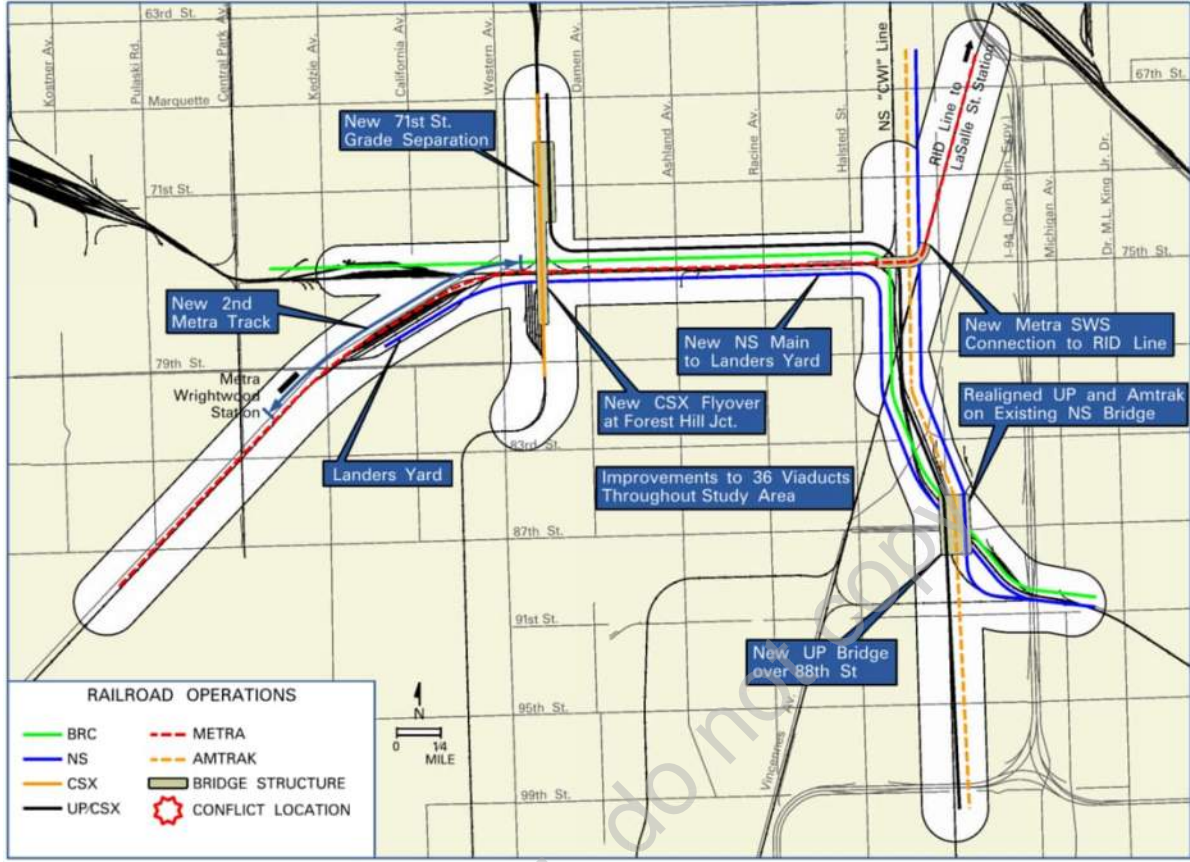 63rd St.
Kostner Av.
Pulaski Rd.
Central Park Av.
Kedzie Av.
California Av.
Western Av.
Damen Av.
Ashland Av.
Racine Av.
Halsted St.
NS "CWI" Line
RID Line to
LaSalle St. Station
I-94 (Dan Ryan Expy.)
Michigan Av.
Dr. M.L. King Jr. Dr.
67th St.
Marquette
New 71st St.
Grade Separation
71st St.
75th St.
New 2nd
Metra Track
New NS Main
to Landers Yard
New Metra SWS
Connection to RID Line
79th St.
Metra
Wrightwood
Station
New CSX Flyover
at Forest Hill Jct.
Realigned UP and Amtrak
on Existing NS Bridge
83rd St.
Landers Yard
Improvements to 36 Viaducts
Throughout Study Area
87th St.
91st St.
New UP Bridge
over 88th St
95th St.
Vincennes Av.
99th St.
RAILROAD OPERATIONS
BRC
NS
CSX
UP/CSX
METRA
AMTRAK
BRIDGE STRUCTURE
CONFLICT LOCATION
N
0 1/4
MILE
do not copy